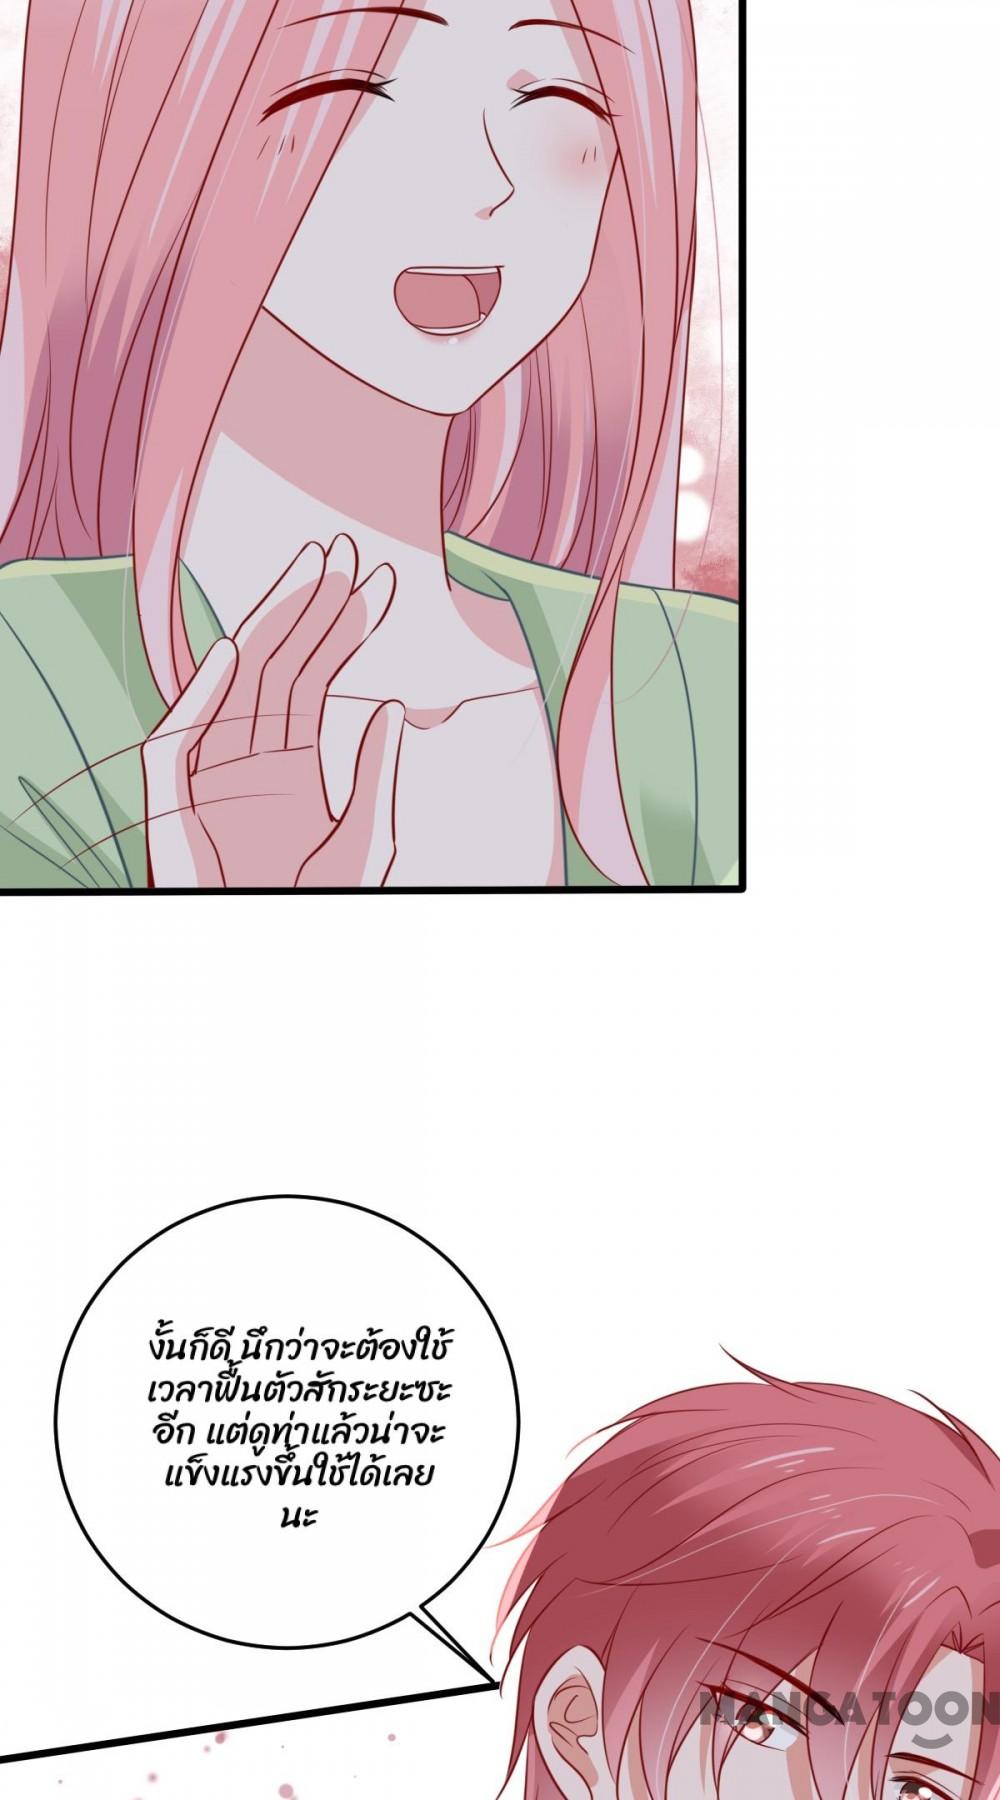 งั้นก็ดี นึกว่าจะต้องใช้
เวลาฟื้นตัวสักระยะซะ
อีก แต่ดูท่าแล้วน่าจะ
แข็งแรงขึ้นใช้ได้เลย
นะ
MANGATOON